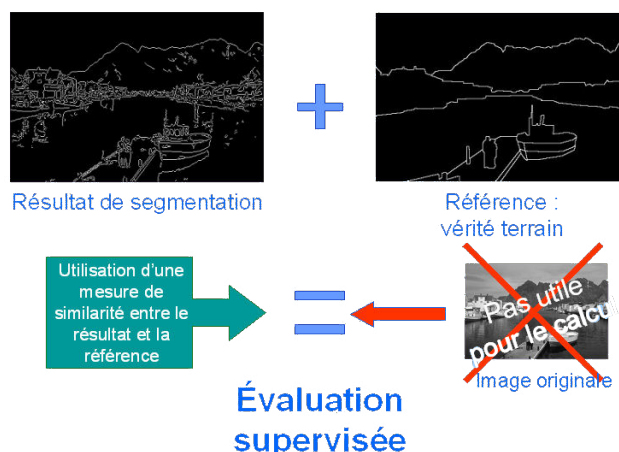 Résultat de segmentation
Référence :
vérité terrain
Utilisation d'une
mesure de
similarité entre le
résultat et la
référence
Pas utile
pour le calcul
Image originale
Évaluation
supervisée